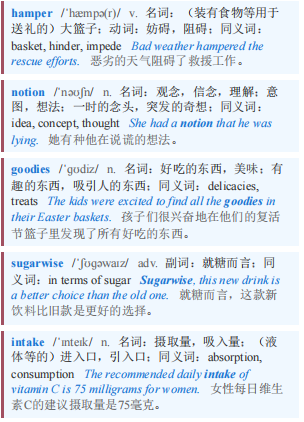 hamper /ˈhæmpə(r)/ v. 名词：（装有食物等用于
送礼的）大篮子；动词：妨碍，阻碍；同义词：
basket, hinder, impede Bad weather hampered the
rescue efforts. 恶劣的天气阻碍了救援工作。
notion /ˈnəʊʃn/ n. 名词：观念，信念，理解；意
图，想法；一时的念头，突发的奇想；同义词：
idea, concept, thought She had a notion that he was
lying. 她有种他在说谎的想法。
goodies /ˈɡʊdiz/ n. 名词：好吃的东西，美味；有
趣的东西，吸引人的东西；同义词：delicacies,
treats The kids were excited to find all the goodies in
their Easter baskets. 孩子们很兴奋地在他们的复活
节篮子里发现了所有好吃的东西。
sugarwise /ˈʃʊɡəwaɪz/ adv. 副词：就糖而言；同
义词：in terms of sugar Sugarwise, this new drink is
a better choice than the old one. 就糖而言，这款新
饮料比旧款是更好的选择。
intake /ˈɪnteɪk/ n. 名词：摄取量，吸入量；（液
体等的）进入口，引入口；同义词：absorption,
consumption The recommended daily intake of
vitamin C is 75 milligrams for women. 女性每日维生
素C的建议摄取量是75毫克。